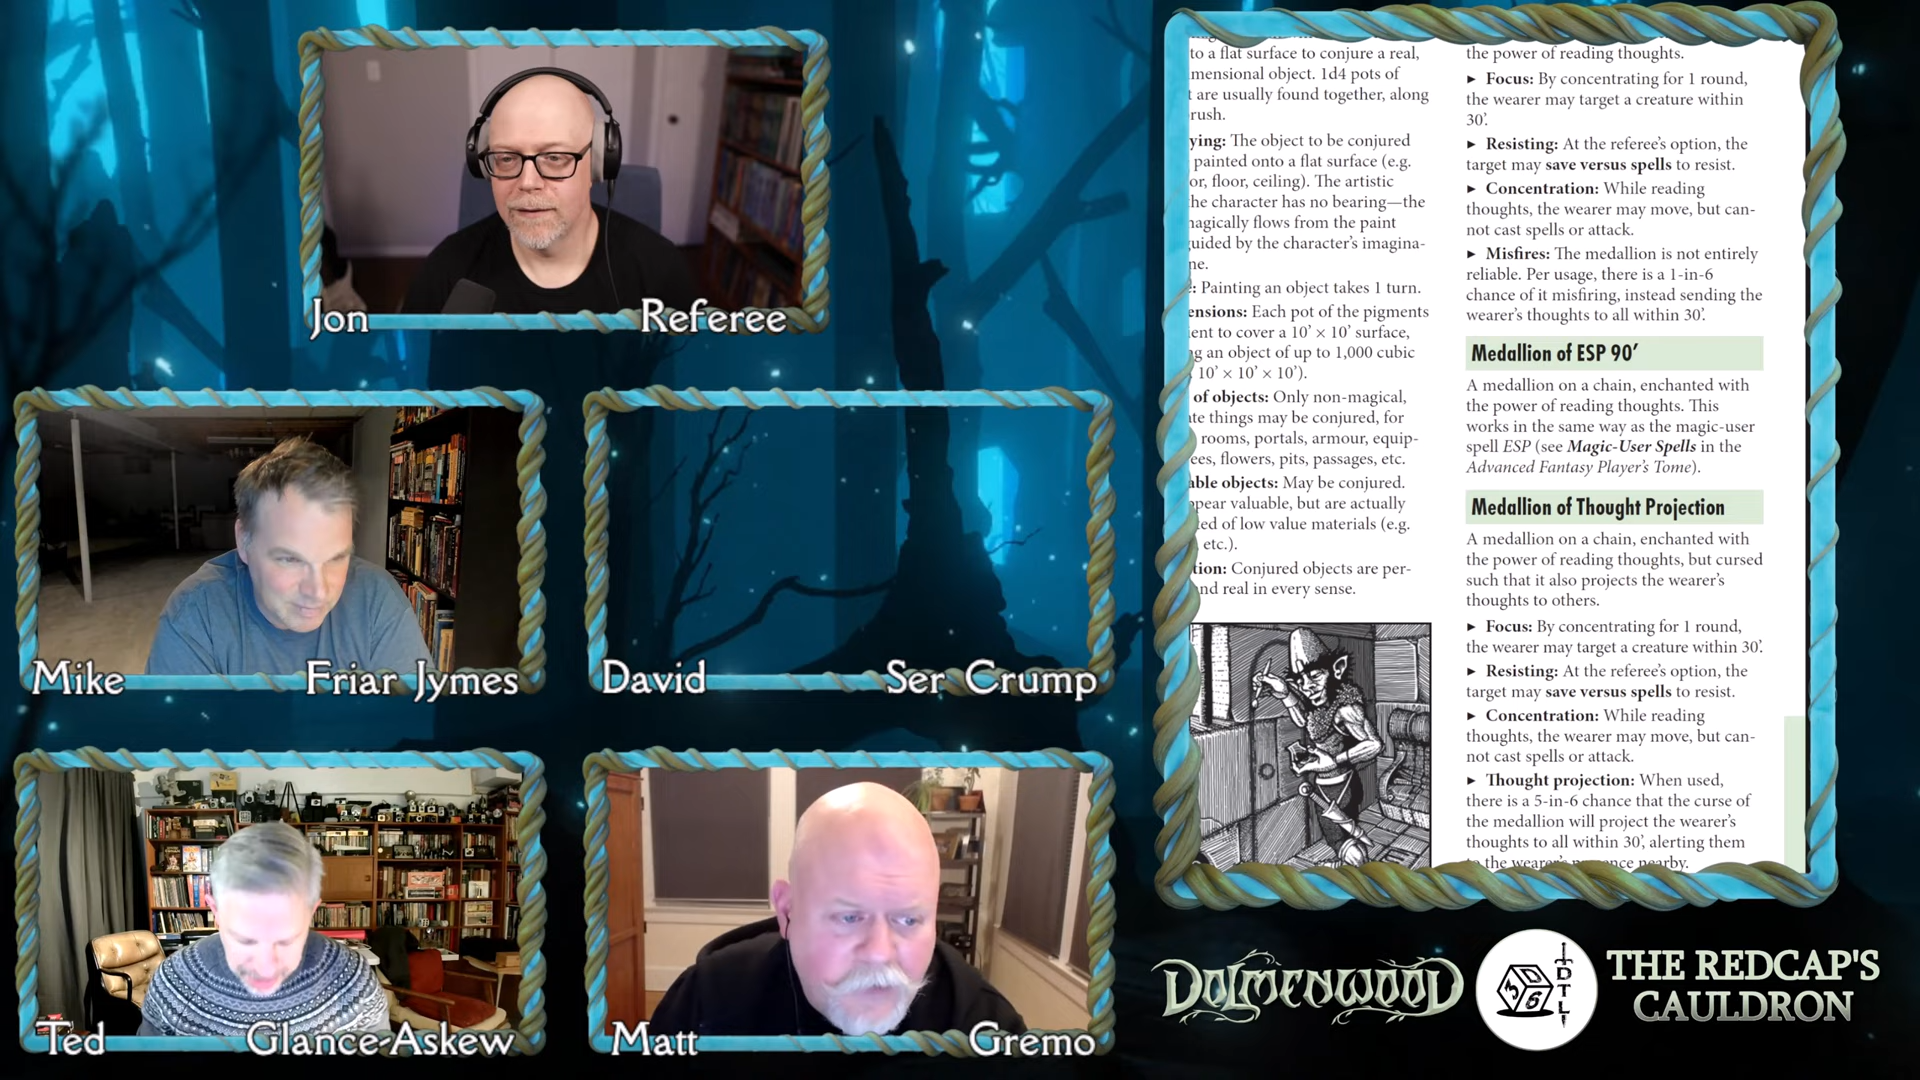 Jon
Referee
Mike
Friar Jymes
David
Ser Crump
Ted
Glance-Askew
Matt
Gremo
to a flat surface to conjure a real,
mensional object. 1d4 pots of
t are usually found together, along
rush.
ying: The object to be conjured
painted onto a flat surface (e.g.
or, floor, ceiling). The artistic
he character has no bearing—the
nagically flows from the paint
uided by the character's imagina-
ne.
: Painting an object takes 1 turn.
ensions: Each pot of the pigments
ent to cover a 10' × 10' surface,
g an object of up to 1,000 cubic
10' × 10' × 10').
of objects: Only non-magical,
te things may be conjured, for
rooms, portals, armour, equip-
ees, flowers, pits, passages, etc.
able objects: May be conjured.
pear valuable, but are actually
ed of low value materials (e.g.
etc.).
tion: Conjured objects are per-
nd real in every sense.
the power of reading thoughts.
► Focus: By concentrating for 1 round,
the wearer may target a creature within
30'.
► Resisting: At the referee's option, the
target may save versus spells to resist.
► Concentration: While reading
thoughts, the wearer may move, but can-
not cast spells or attack.
► Misfires: The medallion is not entirely
reliable. Per usage, there is a 1-in-6
chance of it misfiring, instead sending the
wearer's thoughts to all within 30'.
Medallion of ESP 90'
A medallion on a chain, enchanted with
the power of reading thoughts. This
works in the same way as the magic-user
spell ESP (see Magic-User Spells in the
Advanced Fantasy Player's Tome).
Medallion of Thought Projection
A medallion on a chain, enchanted with
the power of reading thoughts, but cursed
such that it also projects the wearer's
thoughts to others.
► Focus: By concentrating for 1 round,
the wearer may target a creature within 30'.
► Resisting: At the referee's option, the
target may save versus spells to resist.
► Concentration: While reading
thoughts, the wearer may move, but can-
not cast spells or attack.
► Thought projection: When used,
there is a 5-in-6 chance that the curse of
the medallion will project the wearer's
thoughts to all within 30', alerting them
the wearer's presence nearby.
DOLMENWOOD
3D6
DTL
THE REDCAP'S
CAULDRON